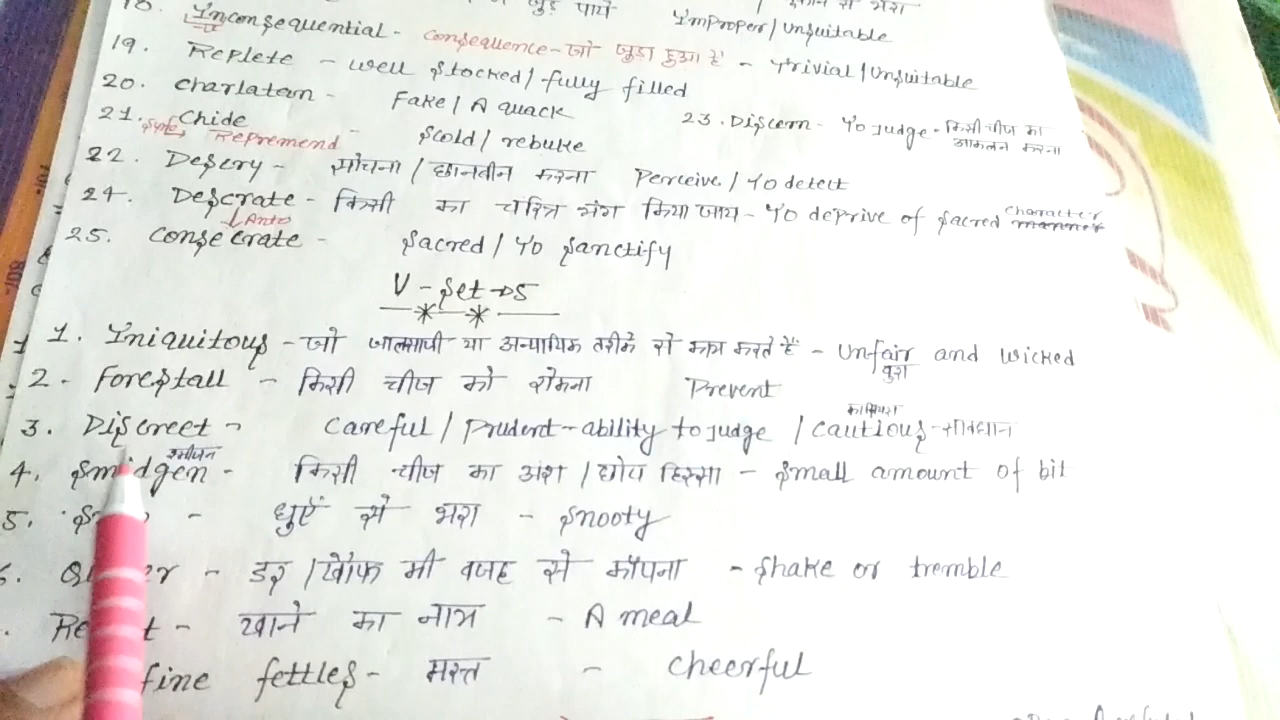 जुड़ पाये Improper/Unsuitable से भरा
18. Inconsequential - Consequence - जो जुड़ा हुआ है - Trivial/Unsuitable
19. Replete - well stocked/fully filled
20. Charlatan - Fake/A quack
21. Chide - Scold/rebuke 23. Discern - To judge - किसी चीज का आकलन करना
Repremend
22. Descry - सोचना/छानबीन करना Perceive/To detect
24. Desecrate - किसी का चरित्र भंग किया जाय - To deprive of sacred character
Anto
25. Consecrate - Sacred/To Sanctify
V-Set→5
1. Iniquitous - जो जालसाजी या अन्यायिक तरीके से काम करते हैं - Unfair and wicked
बुरा
2. Forestall - किसी चीज को रोकना Prevent
3. Discreet → Careful/Prudent - ability to judge/cautious - सावधान
4. Smidgen - किसी चीज का अंश/छोटा हिस्सा - Small amount of bit
5. धुएँ से भरा - Snooty
डर/खौफ की वजह से काँपना - Shake or tremble
खाने का नाम - A meal
fine fettles - मस्त - cheerful